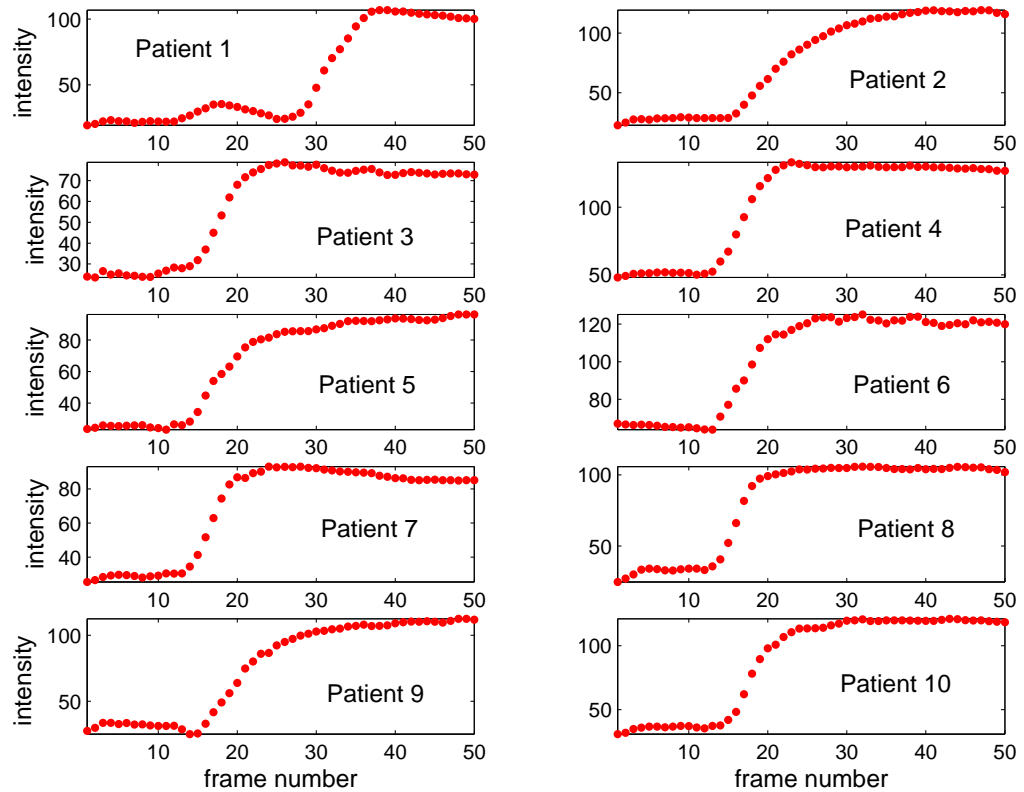 intensity
100
50
Patient 1
10 20 30 40 50
100
50
Patient 2
10 20 30 40 50
intensity
70
50
30
Patient 3
10 20 30 40 50
100
50
Patient 4
10 20 30 40 50
intensity
80
60
40
Patient 5
10 20 30 40 50
120
100
80
Patient 6
10 20 30 40 50
intensity
80
60
40
Patient 7
10 20 30 40 50
100
50
Patient 8
10 20 30 40 50
intensity
100
50
Patient 9
10 20 30 40 50
frame number
100
50
Patient 10
10 20 30 40 50
frame number